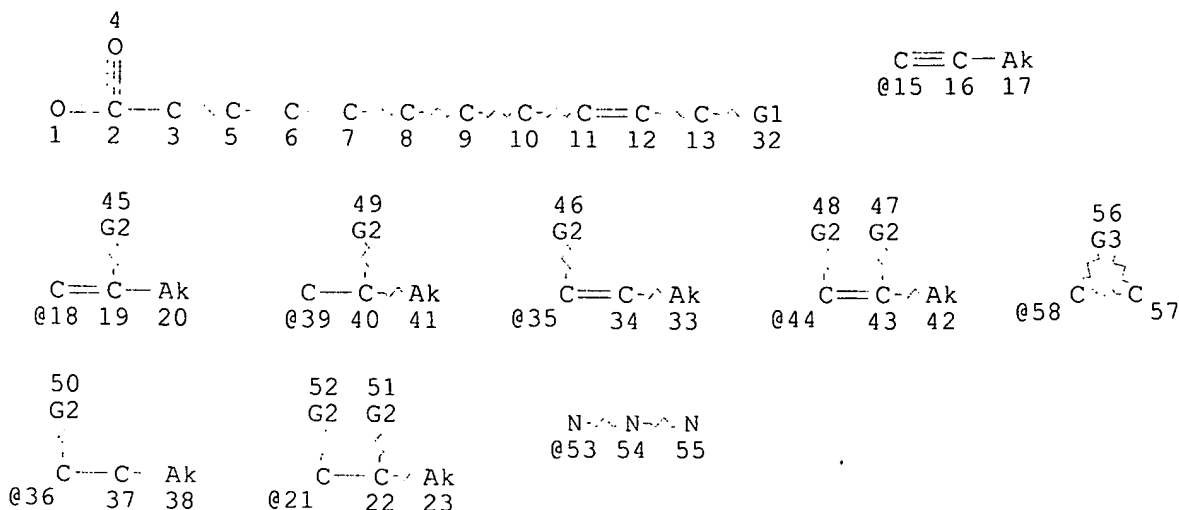 4
O
C≡C—Ak
@15 16 17
O—C—C~C~C~C~C~C~C~C=C~C~G1
1 2 3 5 6 7 8 9 10 11 12 13 32
45 49 46 48 47 56
G2 G2 G2 G2 G2 G3
C=C—Ak C—C~Ak C=C~Ak C=C~Ak C~C
@18 19 20 @39 40 41 @35 34 33 @44 43 42 @58 57
50 52 51
G2 G2 G2
N~N~N
@53 54 55
C—C~Ak C—C~Ak
@36 37 38 @21 22 23